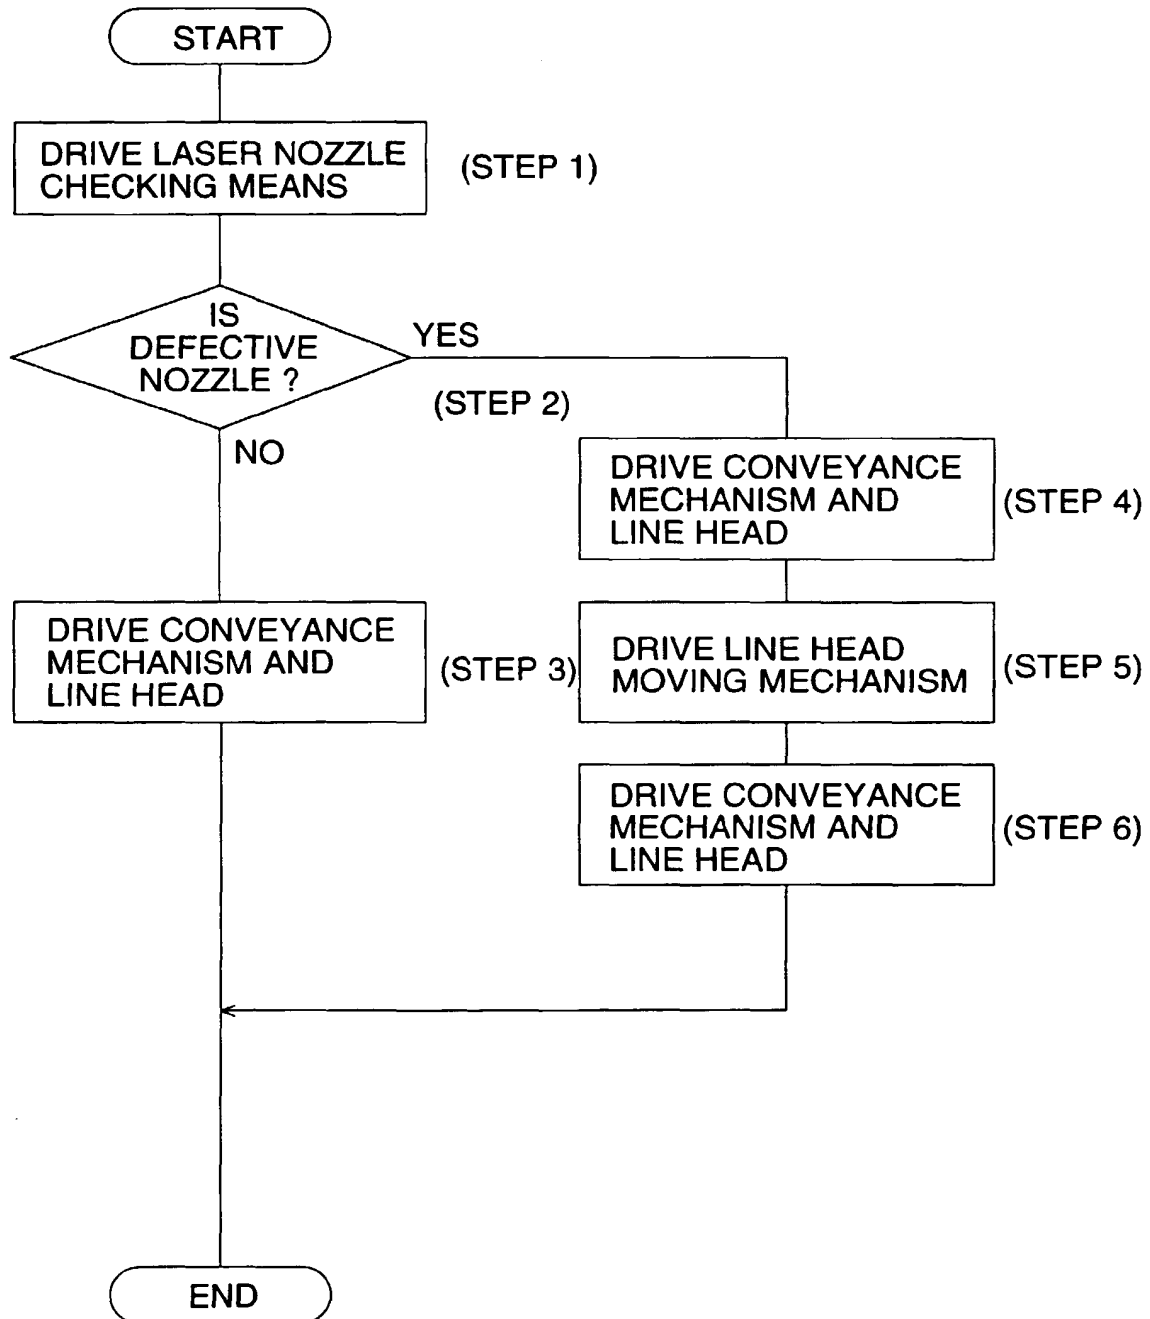 START
DRIVE LASER NOZZLE
CHECKING MEANS
(STEP 1)
IS
DEFECTIVE
NOZZLE ?
YES
(STEP 2)
NO
DRIVE CONVEYANCE
MECHANISM AND
LINE HEAD
(STEP 3)
DRIVE CONVEYANCE
MECHANISM AND
LINE HEAD
(STEP 4)
DRIVE LINE HEAD
MOVING MECHANISM
(STEP 5)
DRIVE CONVEYANCE
MECHANISM AND
LINE HEAD
(STEP 6)
END